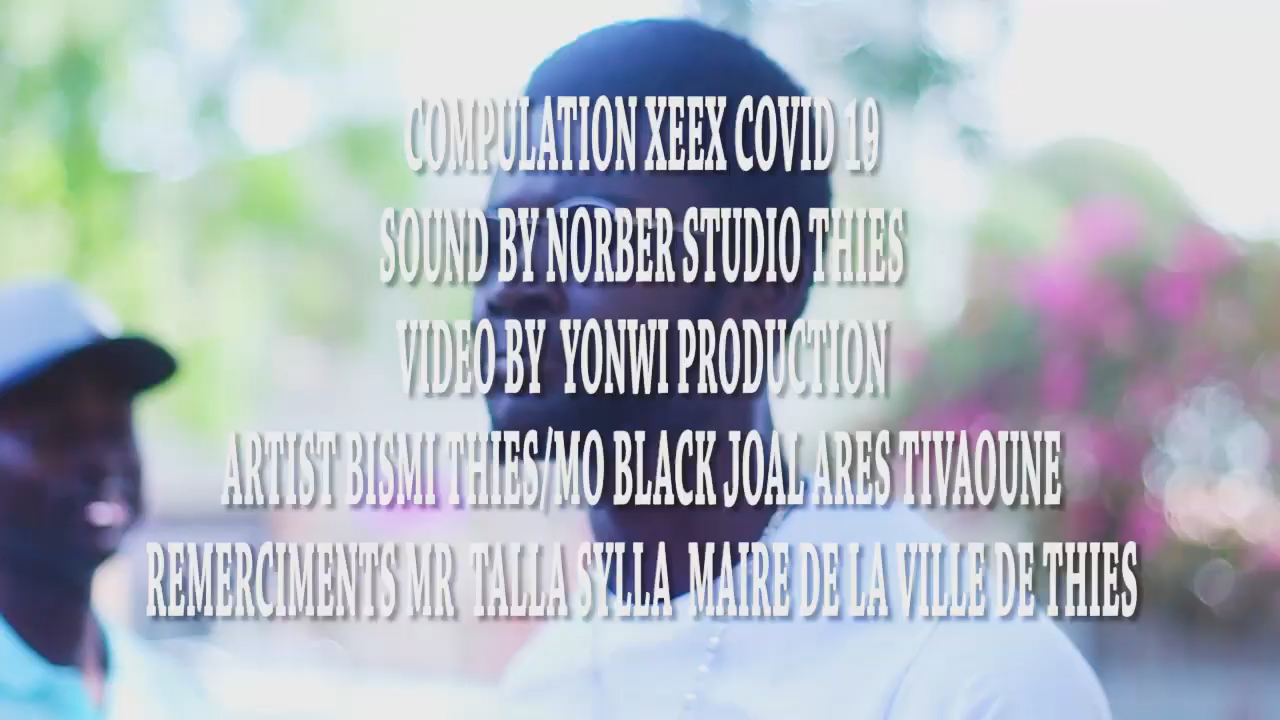 COMPULATION XEEX COVID 19
SOUND BY NORBER STUDIO THIES
VIDEO BY YONWI PRODUCTION
ARTIST BISMI THIES/MO BLACK JOAL ARES TIVAOUNE
REMERCIMENTS MR TALLA SYLLA MAIRE DE LA VILLE DE THIES